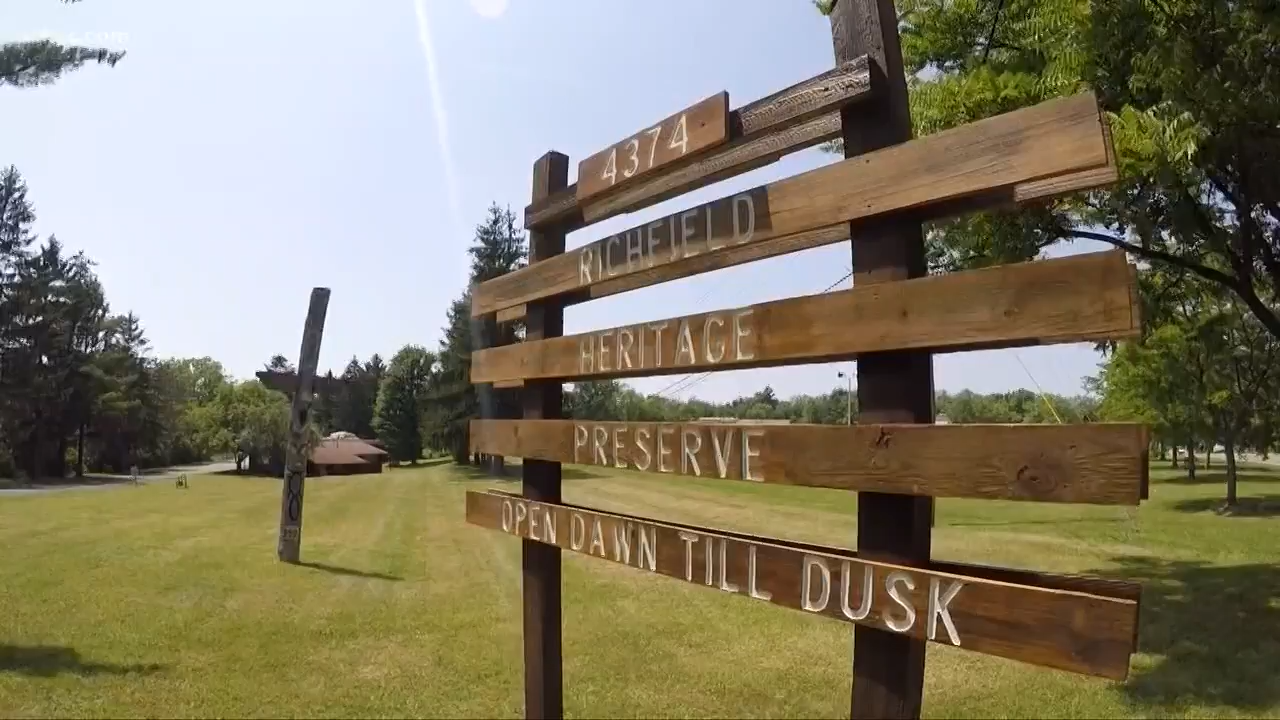 4374
RICHFIELD
HERITAGE
PRESERVE
OPEN DAWN TILL DUSK